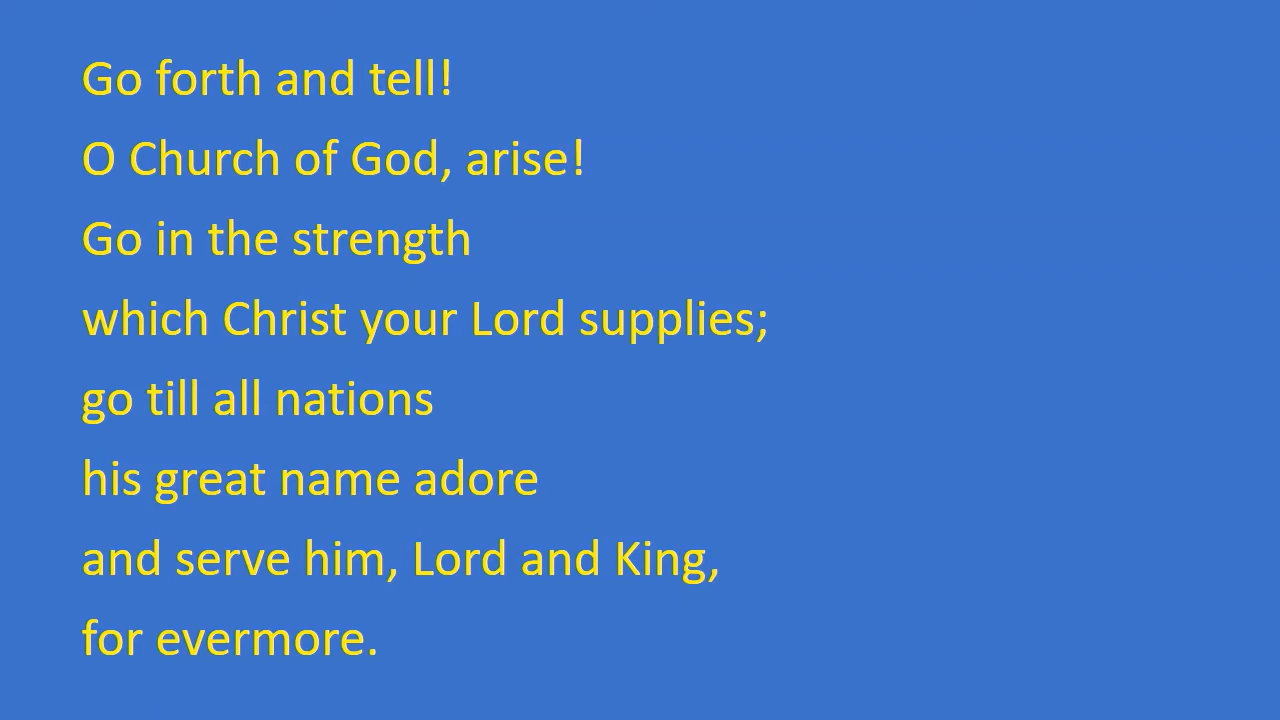 Go forth and tell!
O Church of God, arise!
Go in the strength
which Christ your Lord supplies;
go till all nations
his great name adore
and serve him, Lord and King,
for evermore.